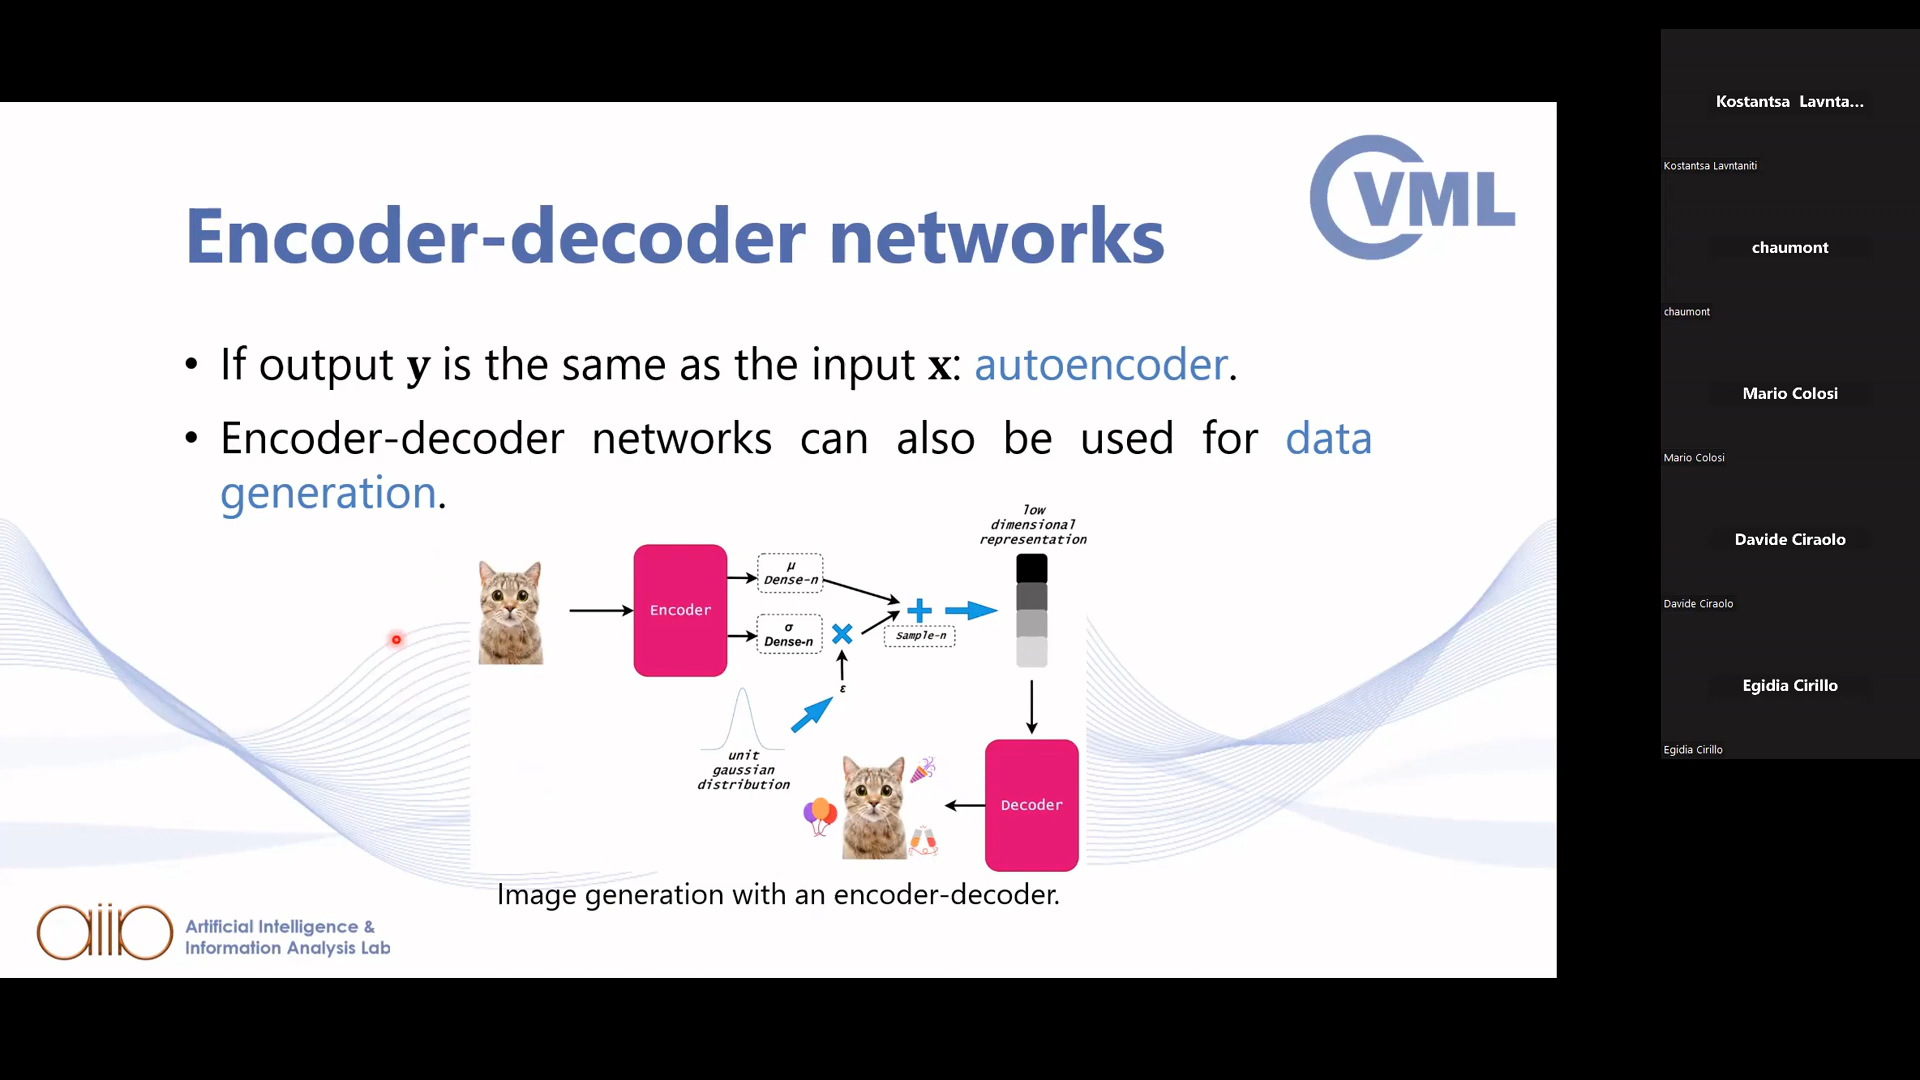 CVML
Encoder-decoder networks
• If output y is the same as the input x: autoencoder.
• Encoder-decoder networks can also be used for data
generation.
low
dimensional
representation
Encoder
μ
Dense-n
σ
Dense-n
sample-n
ε
unit
gaussian
distribution
Decoder
Image generation with an encoder-decoder.
aiia
Artificial Intelligence &
Information Analysis Lab
Kostantsa Lavnta...
Kostantsa Lavntaniti
chaumont
chaumont
Mario Colosi
Mario Colosi
Davide Ciraolo
Davide Ciraolo
Egidia Cirillo
Egidia Cirillo